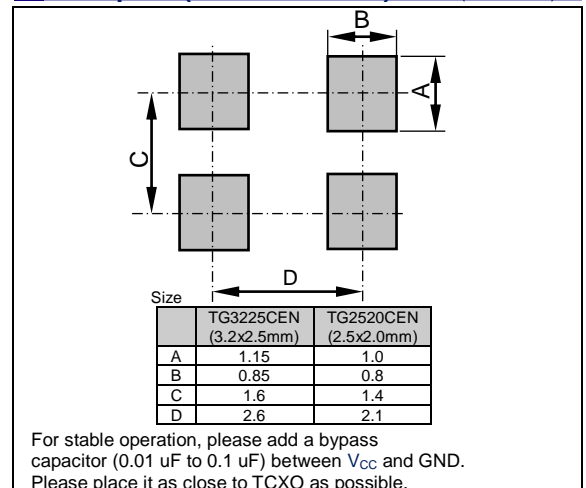 B
A
C
D
Size
TG3225CEN TG2520CEN
(3.2x2.5mm) (2.5x2.0mm)
A 1.15 1.0
B 0.85 0.8
C 1.6 1.4
D 2.6 2.1
For stable operation, please add a bypass
capacitor (0.01 uF to 0.1 uF) between VCC and GND.
Please place it as close to TCXO as possible.